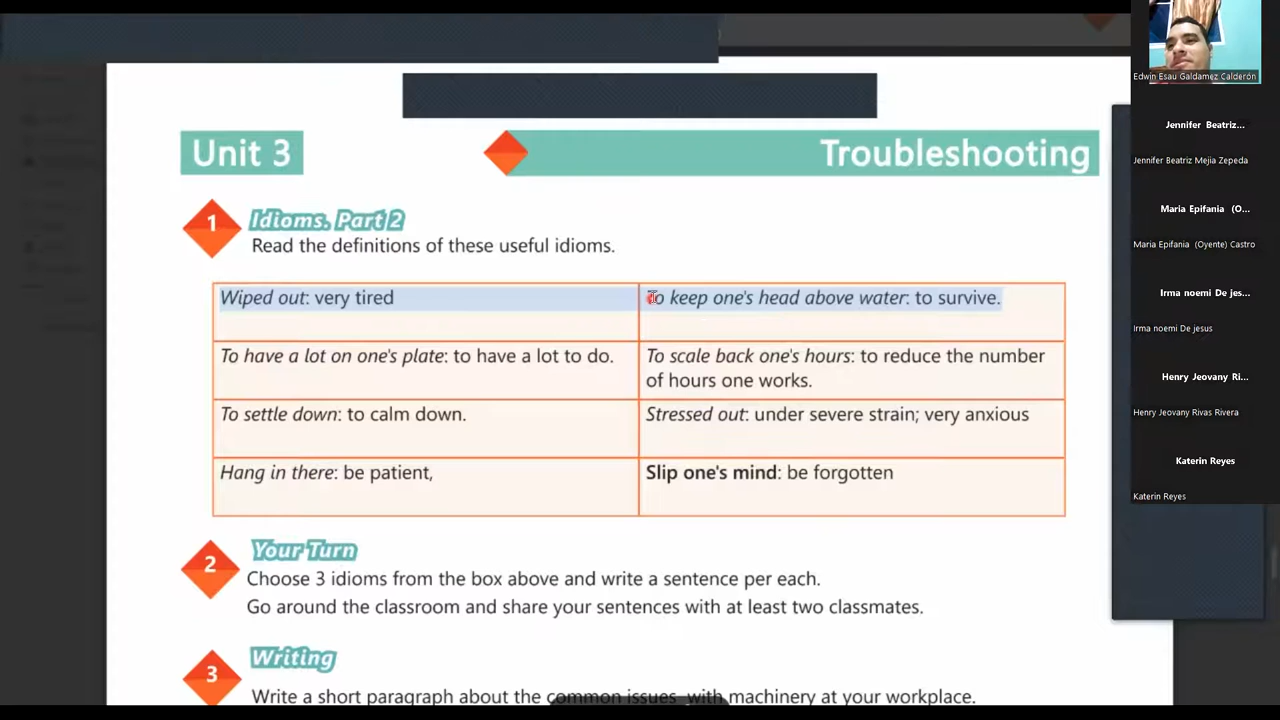 Unit 3
Troubleshooting
1
Idioms. Part 2
Read the definitions of these useful idioms.
Wiped out: very tired
To keep one's head above water: to survive.
To have a lot on one's plate: to have a lot to do.
To scale back one's hours: to reduce the number
of hours one works.
To settle down: to calm down.
Stressed out: under severe strain; very anxious
Hang in there: be patient,
Slip one's mind: be forgotten
2
Your Turn
Choose 3 idioms from the box above and write a sentence per each.
Go around the classroom and share your sentences with at least two classmates.
3
Writing
Write a short paragraph about the common issues with machinery at your workplace.
Edwin Esau Galdamez Calderón
Jennifer Beatriz...
Jennifer Beatriz Mejia Zepeda
Maria Epifania (O...
Maria Epifania (Oyente) Castro
Irma noemi De jes...
Irma noemi De jesus
Henry Jeovany Ri...
Henry Jeovany Rivas Rivera
Katerin Reyes
Katerin Reyes